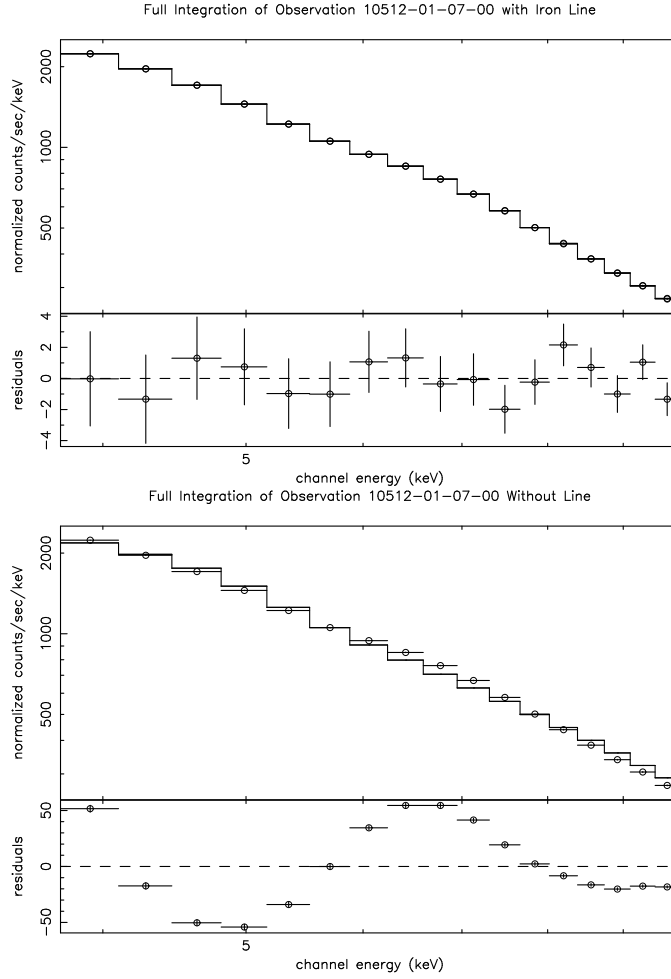 Full Integration of Observation 10512-01-07-00 with Iron Line
normalized counts/sec/keV
2000
1000
500
residuals
4
2
0
-2
-4
5
channel energy (keV)
Full Integration of Observation 10512-01-07-00 Without Line
normalized counts/sec/keV
2000
1000
500
residuals
50
0
-50
5
channel energy (keV)